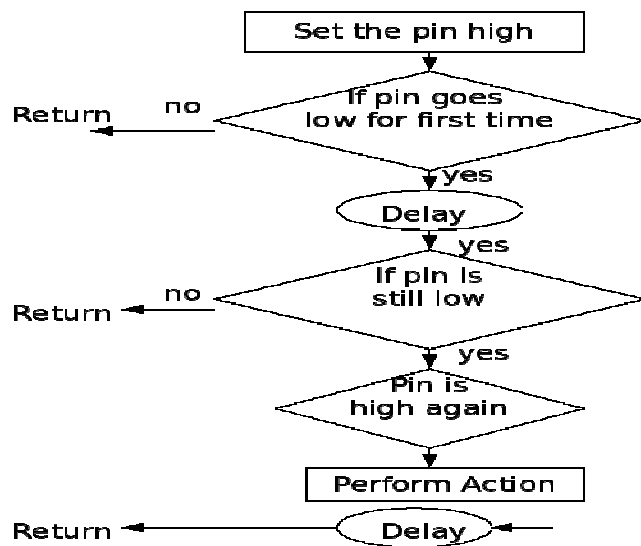 Set the pin high
If pin goes
low for first time
no
Return
yes
Delay
yes
If pin is
still low
no
Return
yes
Pin is
high again
Perform Action
Delay
Return